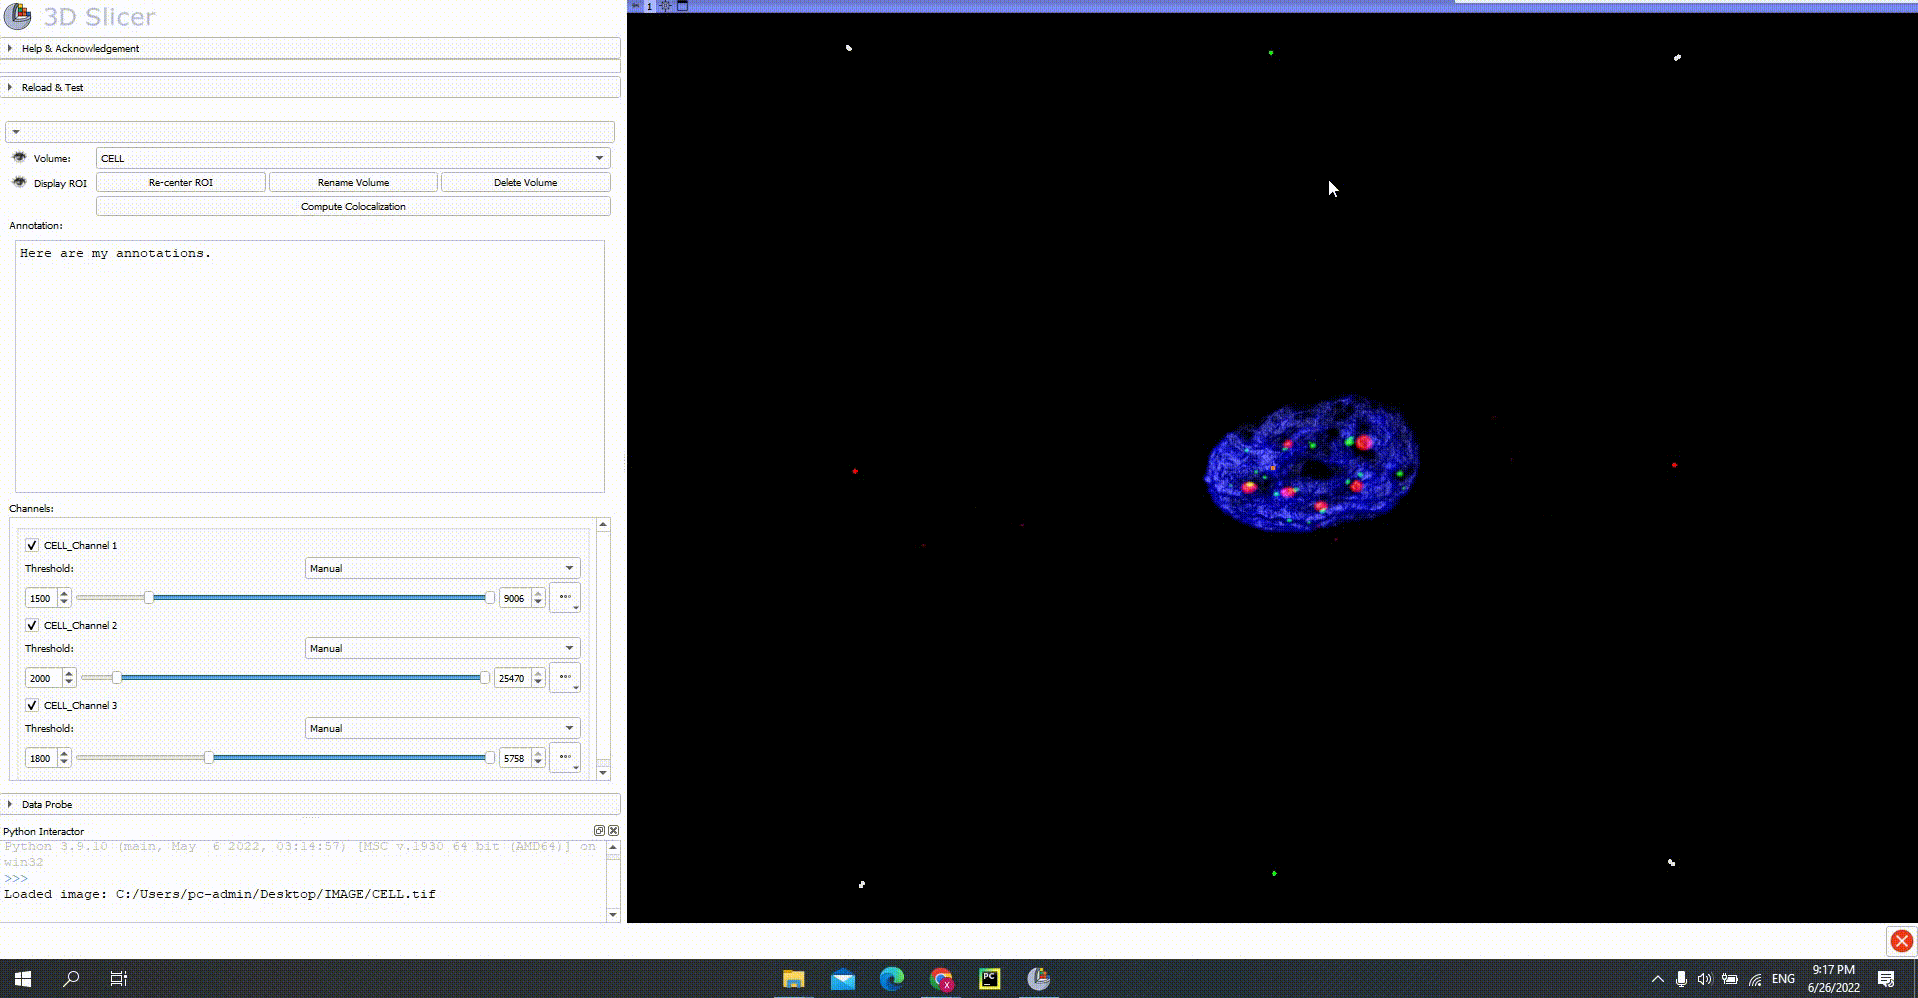 3D Slicer
1
Help & Acknowledgement
Reload & Test
Volume:
CELL
Display ROI
Re-center ROI
Rename Volume
Delete Volume
Compute Colocalization
Annotation:
Here are my annotations.
Channels:
CELL_Channel 1
Threshold:
Manual
1500
9006
CELL_Channel 2
Threshold:
Manual
2000
25470
CELL_Channel 3
Threshold:
Manual
1800
5758
Data Probe
Python Interactor
Python 3.9.10 (main, May  6 2022, 03:14:57) [MSC v.1930 64 bit (AMD64)] on
win32
>>>
Loaded image: C:/Users/pc-admin/Desktop/IMAGE/CELL.tif
PC
x
ENG
9:17 PM
6/26/2022